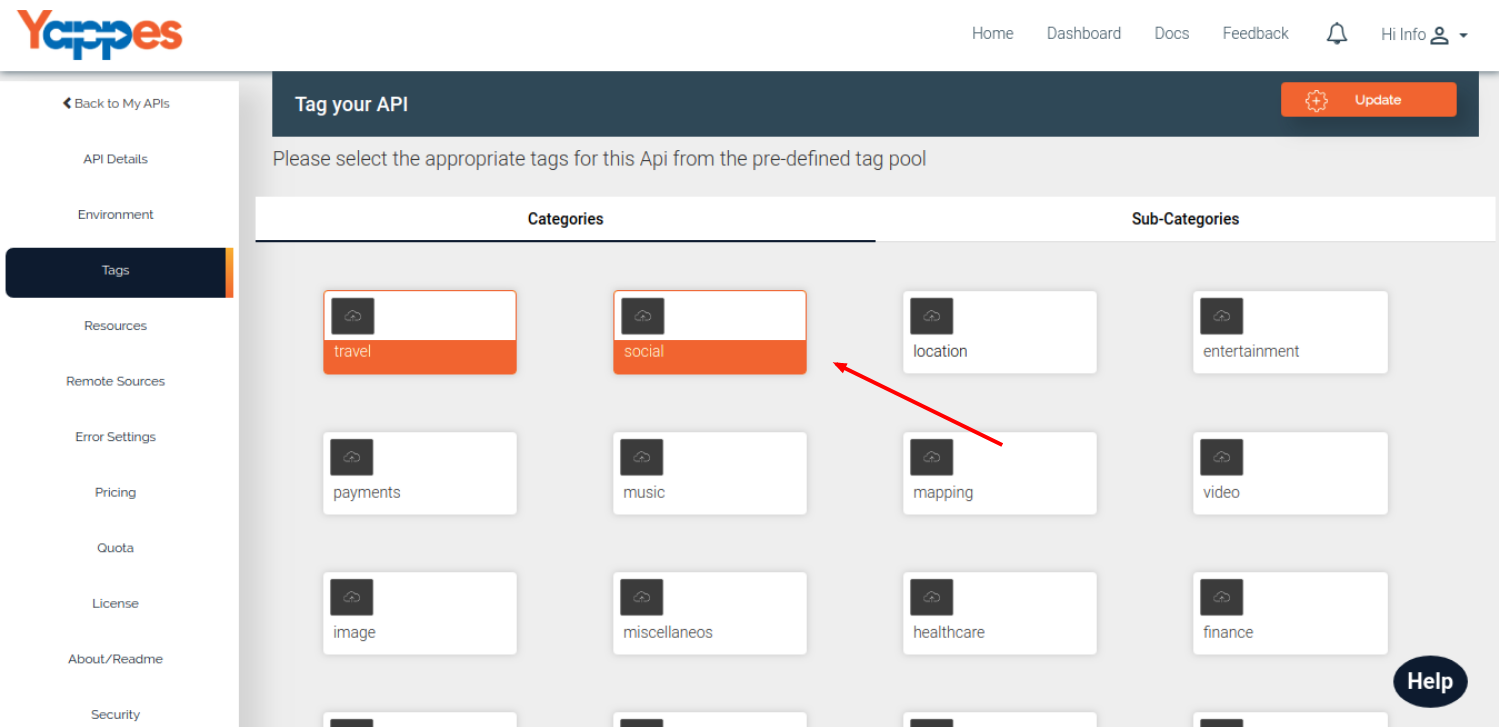 Yappes
Home Dashboard Docs Feedback Hi Info
Back to My APIs
API Details
Environment
Tags
Resources
Remote Sources
Error Settings
Pricing
Quota
License
About/Readme
Security
Tag your API
Update
Please select the appropriate tags for this Api from the pre-defined tag pool
Categories Sub-Categories
travel social location entertainment
payments music mapping video
image miscellaneos healthcare finance
Help